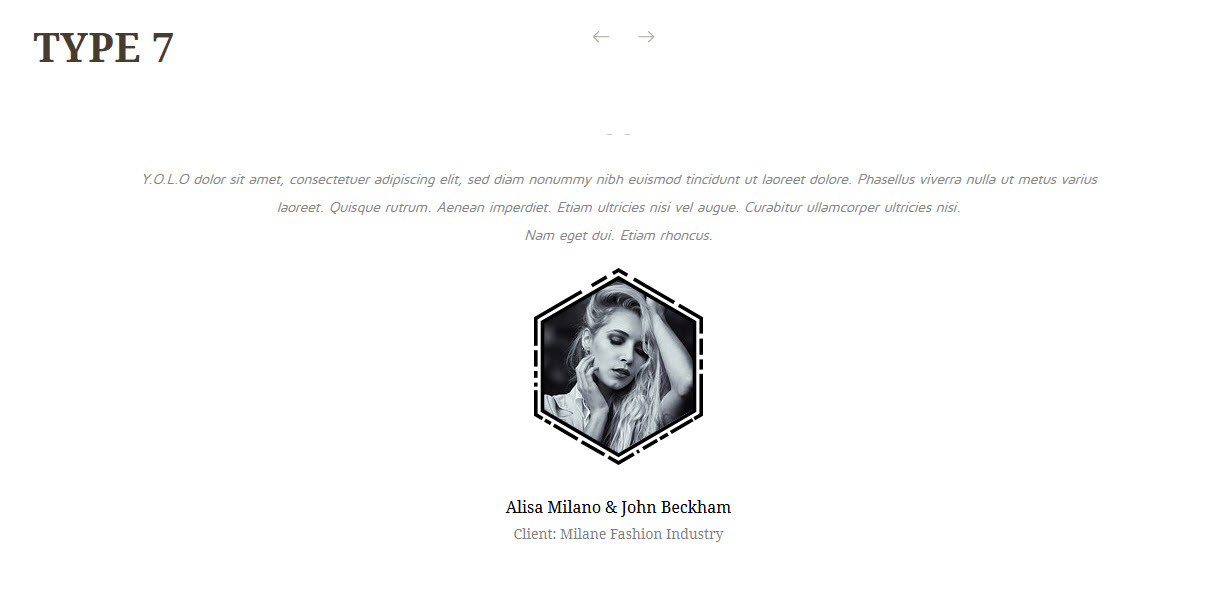 TYPE 7
Y.O.L.O dolor sit amet, consectetuer adipiscing elit, sed diam nonummy nibh euismod tincidunt ut laoreet dolore. Phasellus viverra nulla ut metus varius
laoreet. Quisque rutrum. Aenean imperdiet. Etiam ultricies nisi vel augue. Curabitur ullamcorper ultricies nisi.
Nam eget dui. Etiam rhoncus.
Alisa Milano & John Beckham
Client: Milane Fashion Industry